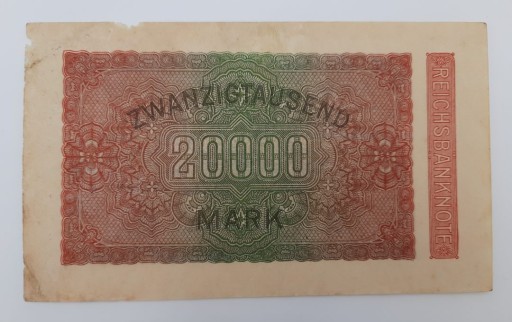 ZWANZIGTAUSEND
20000
MARK
REICHSBANKNOTE